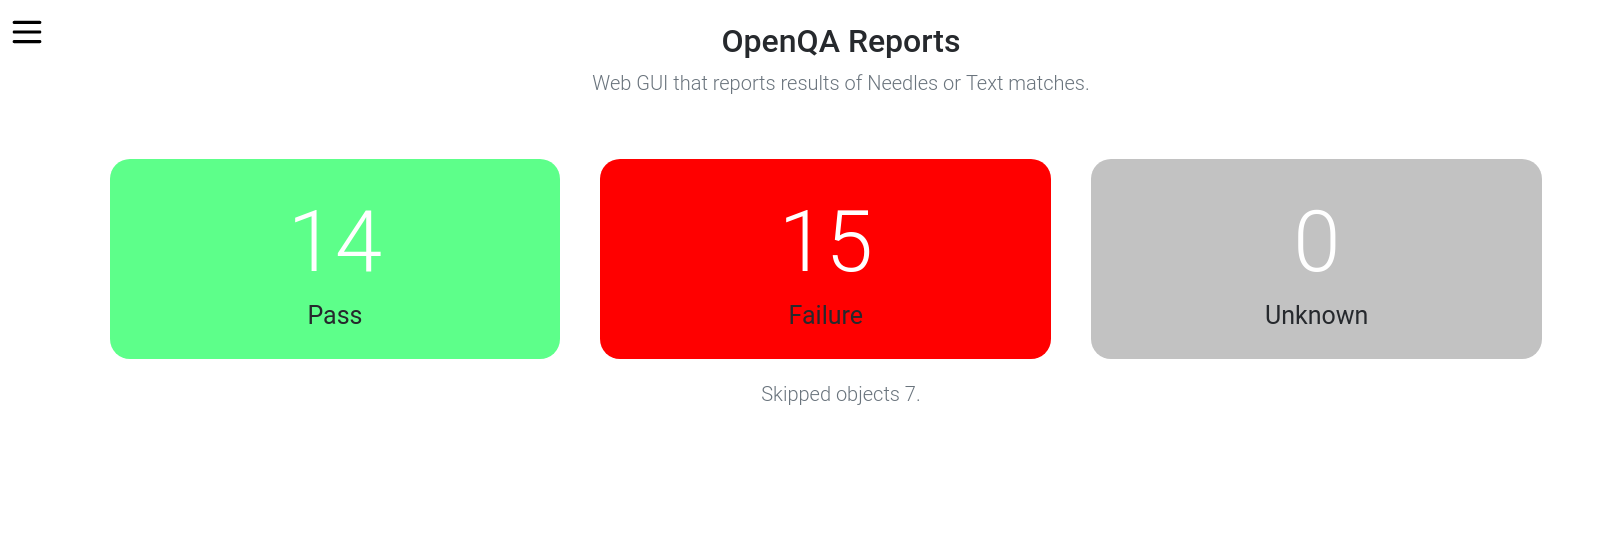 OpenQA Reports
Web GUI that reports results of Needles or Text matches.
14
Pass
15
Failure
0
Unknown
Skipped objects 7.